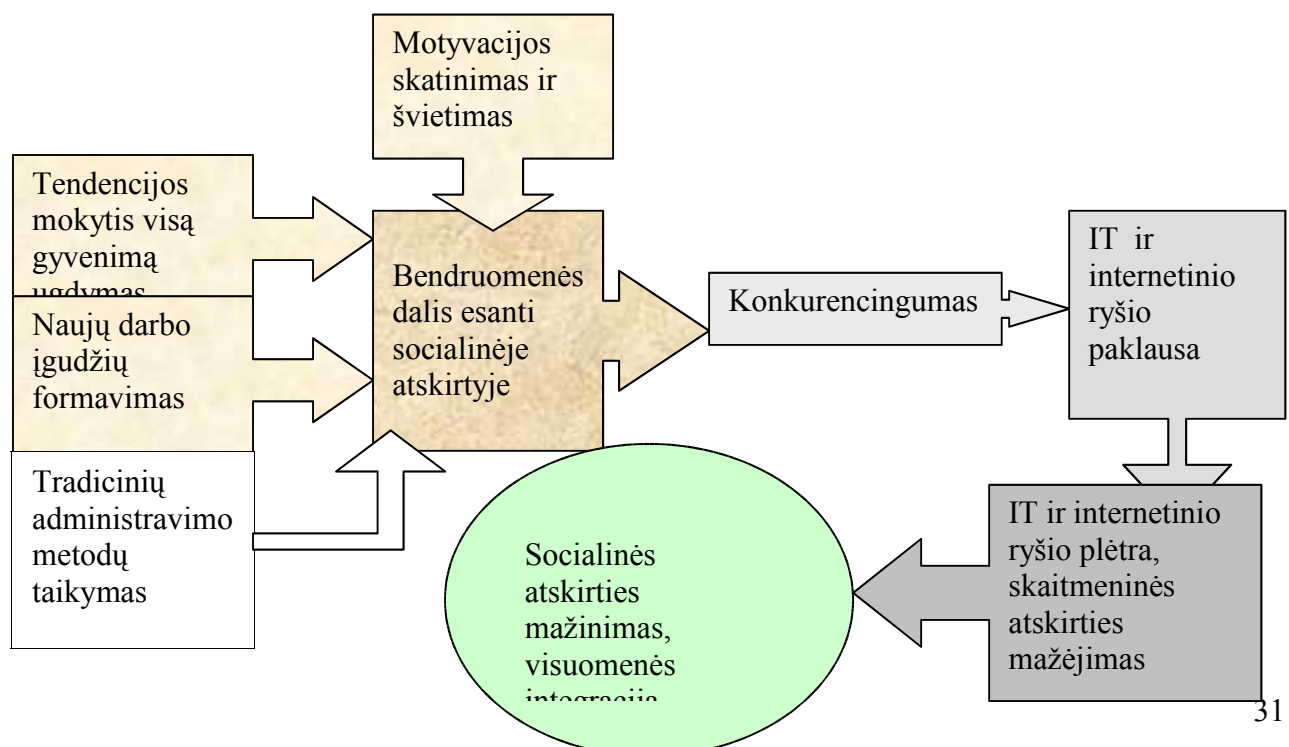 Motyvacijos
skatinimas ir
švietimas
Tendencijos
mokytis visą
gyvenimą
ugdymas
Naujų darbo
įgudžių
formavimas
Tradicinių
administravimo
metodų
taikymas
Bendruomenės
dalis esanti
socialinėje
atskirtyje
Konkurencingumas
IT ir
internetinio
ryšio
paklausa
IT ir internetinio
ryšio plėtra,
skaitmeninės
atskirties
mažėjimas
Socialinės
atskirties
mažinimas,
visuomenės
integracija
31